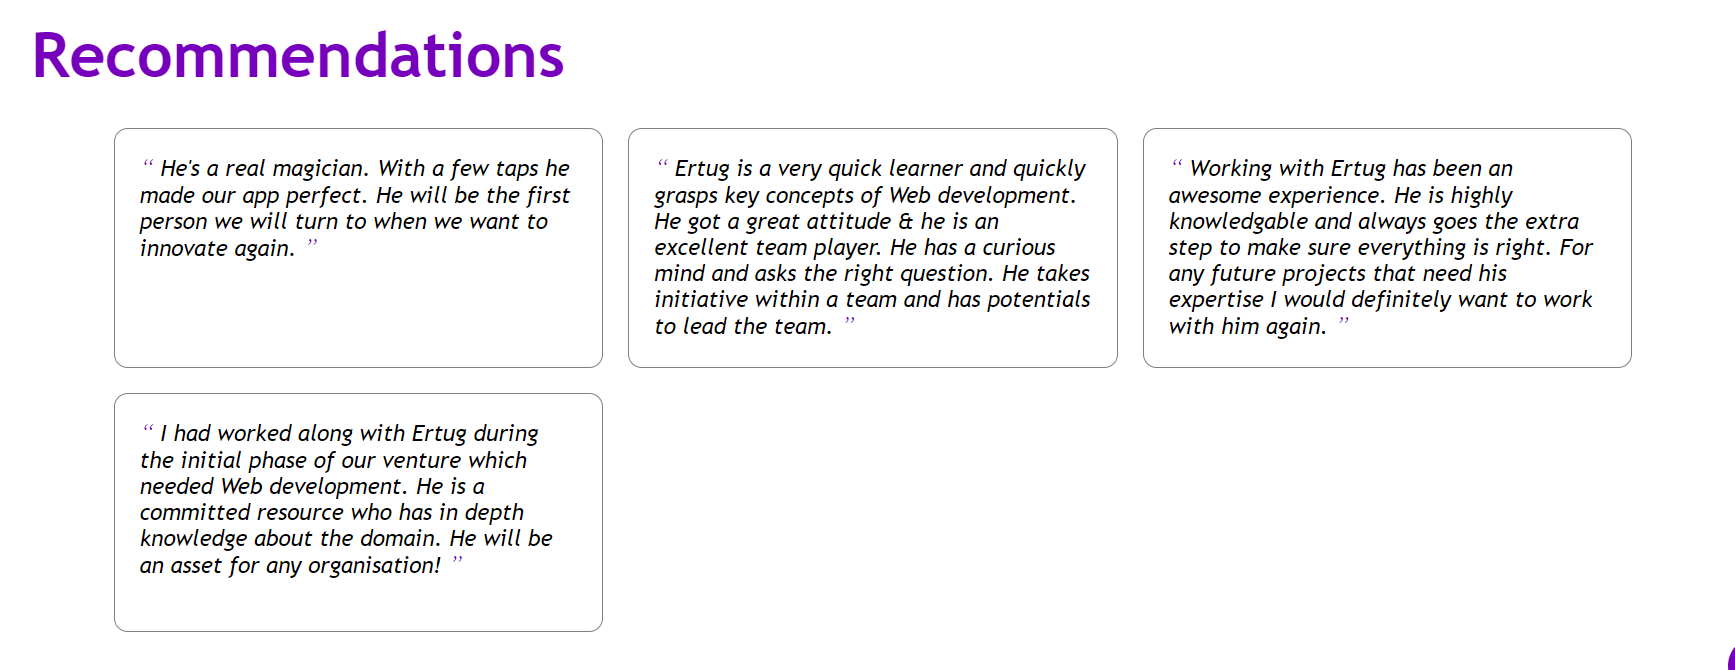 Recommendations
“ He's a real magician. With a few taps he
made our app perfect. He will be the first
person we will turn to when we want to
innovate again. ”
“ Ertug is a very quick learner and quickly
grasps key concepts of Web development.
He got a great attitude & he is an
excellent team player. He has a curious
mind and asks the right question. He takes
initiative within a team and has potentials
to lead the team. ”
“ Working with Ertug has been an
awesome experience. He is highly
knowledgable and always goes the extra
step to make sure everything is right. For
any future projects that need his
expertise I would definitely want to work
with him again. ”
“ I had worked along with Ertug during
the initial phase of our venture which
needed Web development. He is a
committed resource who has in depth
knowledge about the domain. He will be
an asset for any organisation! ”